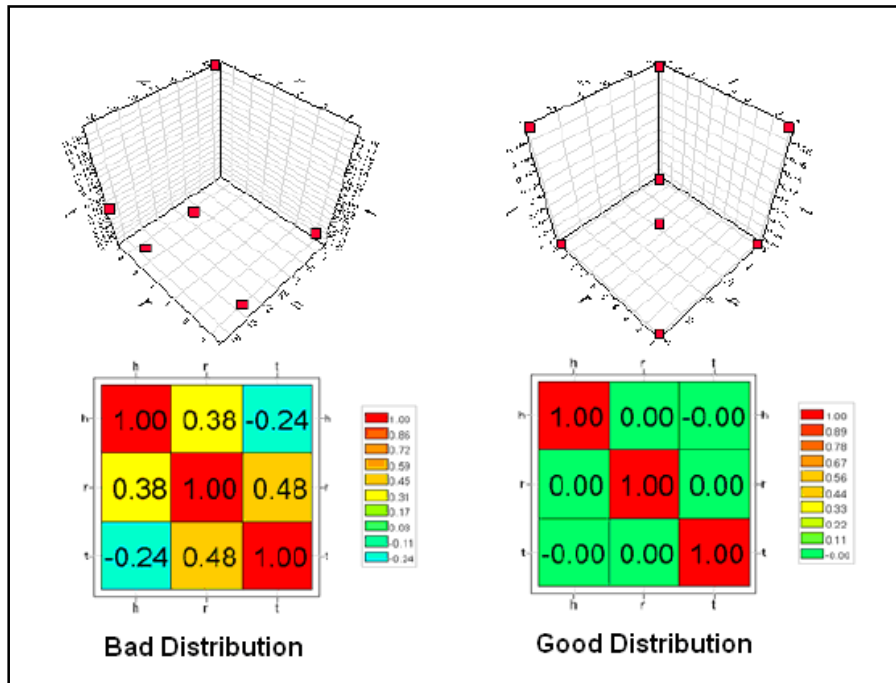 h r t
h 1.00 0.38 -0.24 h
r 0.38 1.00 0.48 r
t -0.24 0.48 1.00 t
h r t
1.00
0.86
0.72
0.59
0.45
0.31
0.17
0.03
-0.11
-0.24
Bad Distribution
h r t
h 1.00 0.00 -0.00 h
r 0.00 1.00 0.00 r
t -0.00 0.00 1.00 t
h r t
1.00
0.89
0.78
0.67
0.56
0.44
0.33
0.22
0.11
-0.00
Good Distribution